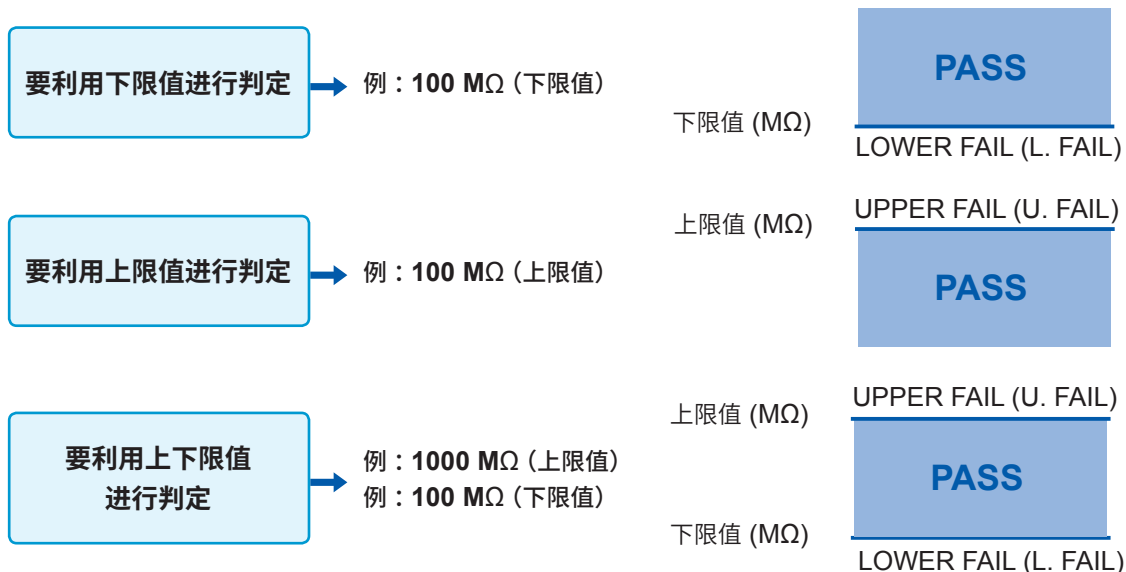 要利用下限值进行判定
例：100 MΩ（下限值）
下限值 (MΩ)
PASS
LOWER FAIL (L. FAIL)
要利用上限值进行判定
例：100 MΩ（上限值）
上限值 (MΩ)
UPPER FAIL (U. FAIL)
PASS
要利用上下限值
进行判定
例：1000 MΩ（上限值）
例：100 MΩ（下限值）
上限值 (MΩ)
UPPER FAIL (U. FAIL)
PASS
下限值 (MΩ)
LOWER FAIL (L. FAIL)